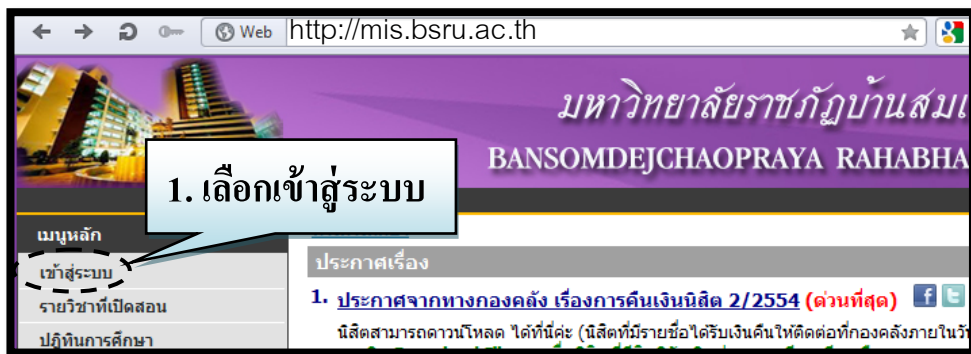 Web http://mis.bsru.ac.th
มหาวิทยาลัยราชภัฏบ้านสมเ
BANSOMDEJCHAOPRAYA RAHABHA
1. เลือกเข้าสู่ระบบ
เมนูหลัก
เข้าสู่ระบบ
รายวิชาที่เปิดสอน
ปฏิทินการศึกษา
ประกาศเรื่อง
1. ประกาศจากทางกองคลัง เรื่องการคืนเงินนิสิต 2/2554 (ด่วนที่สุด)
นิสิตสามารถดาวน์โหลด ได้ที่นี่ค่ะ (นิสิตที่มีรายชื่อได้รับเงินคืนให้ติดต่อที่กองคลังภายในวั